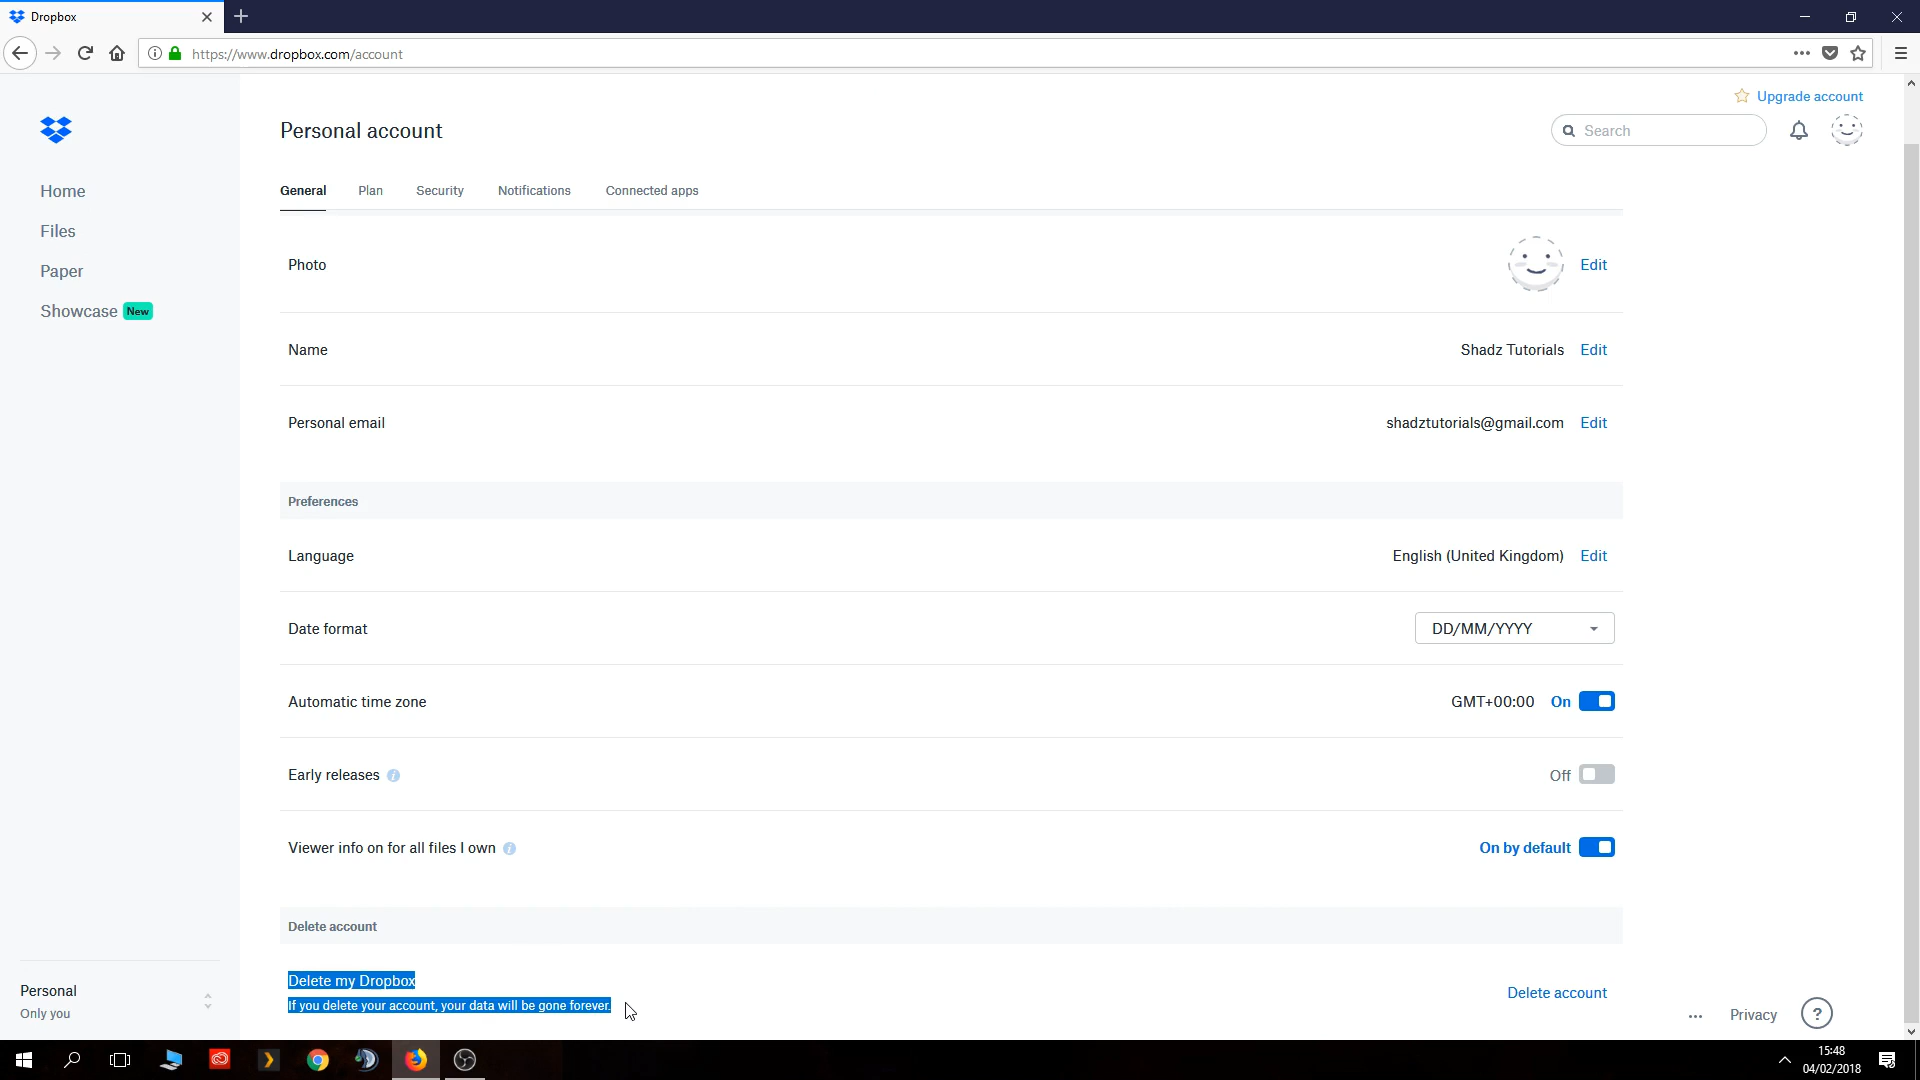 Dropbox
https://www.dropbox.com/account
Upgrade account
Personal account
Search
General Plan Security Notifications Connected apps
Home
Files
Paper
Showcase New
Photo Edit
Name Shadz Tutorials Edit
Personal email shadztutorials@gmail.com Edit
Preferences
Language English (United Kingdom) Edit
Date format DD/MM/YYYY
Automatic time zone GMT+00:00 On
Early releases Off
Viewer info on for all files I own On by default
Delete account
Delete my Dropbox
If you delete your account, your data will be gone forever.
Delete account
Personal
Only you
Privacy ?
15:48
04/02/2018